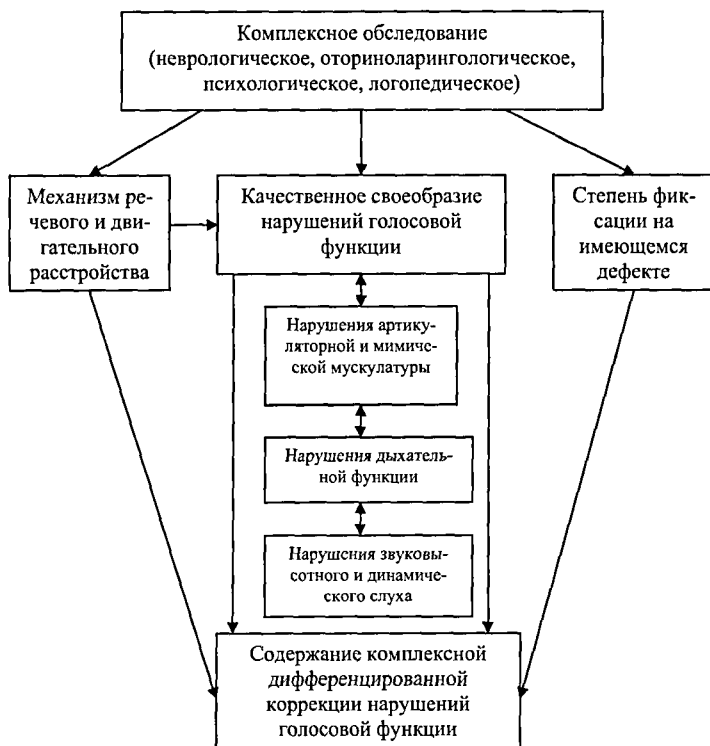 Комплексное обследование
(неврологическое, оториноларингологическое,
психологическое, логопедическое)
Механизм ре-
чевого и дви-
гательного
расстройства
Качественное своеобразие
нарушений голосовой
функции
Степень фик-
сации на
имеющемся
дефекте
Нарушения артику-
ляторной и мимиче-
ской мускулатуры
Нарушения дыхатель-
ной функции
Нарушения звуковы-
сотного и динамиче-
ского слуха
Содержание комплексной
дифференцированной
коррекции нарушений
голосовой функции